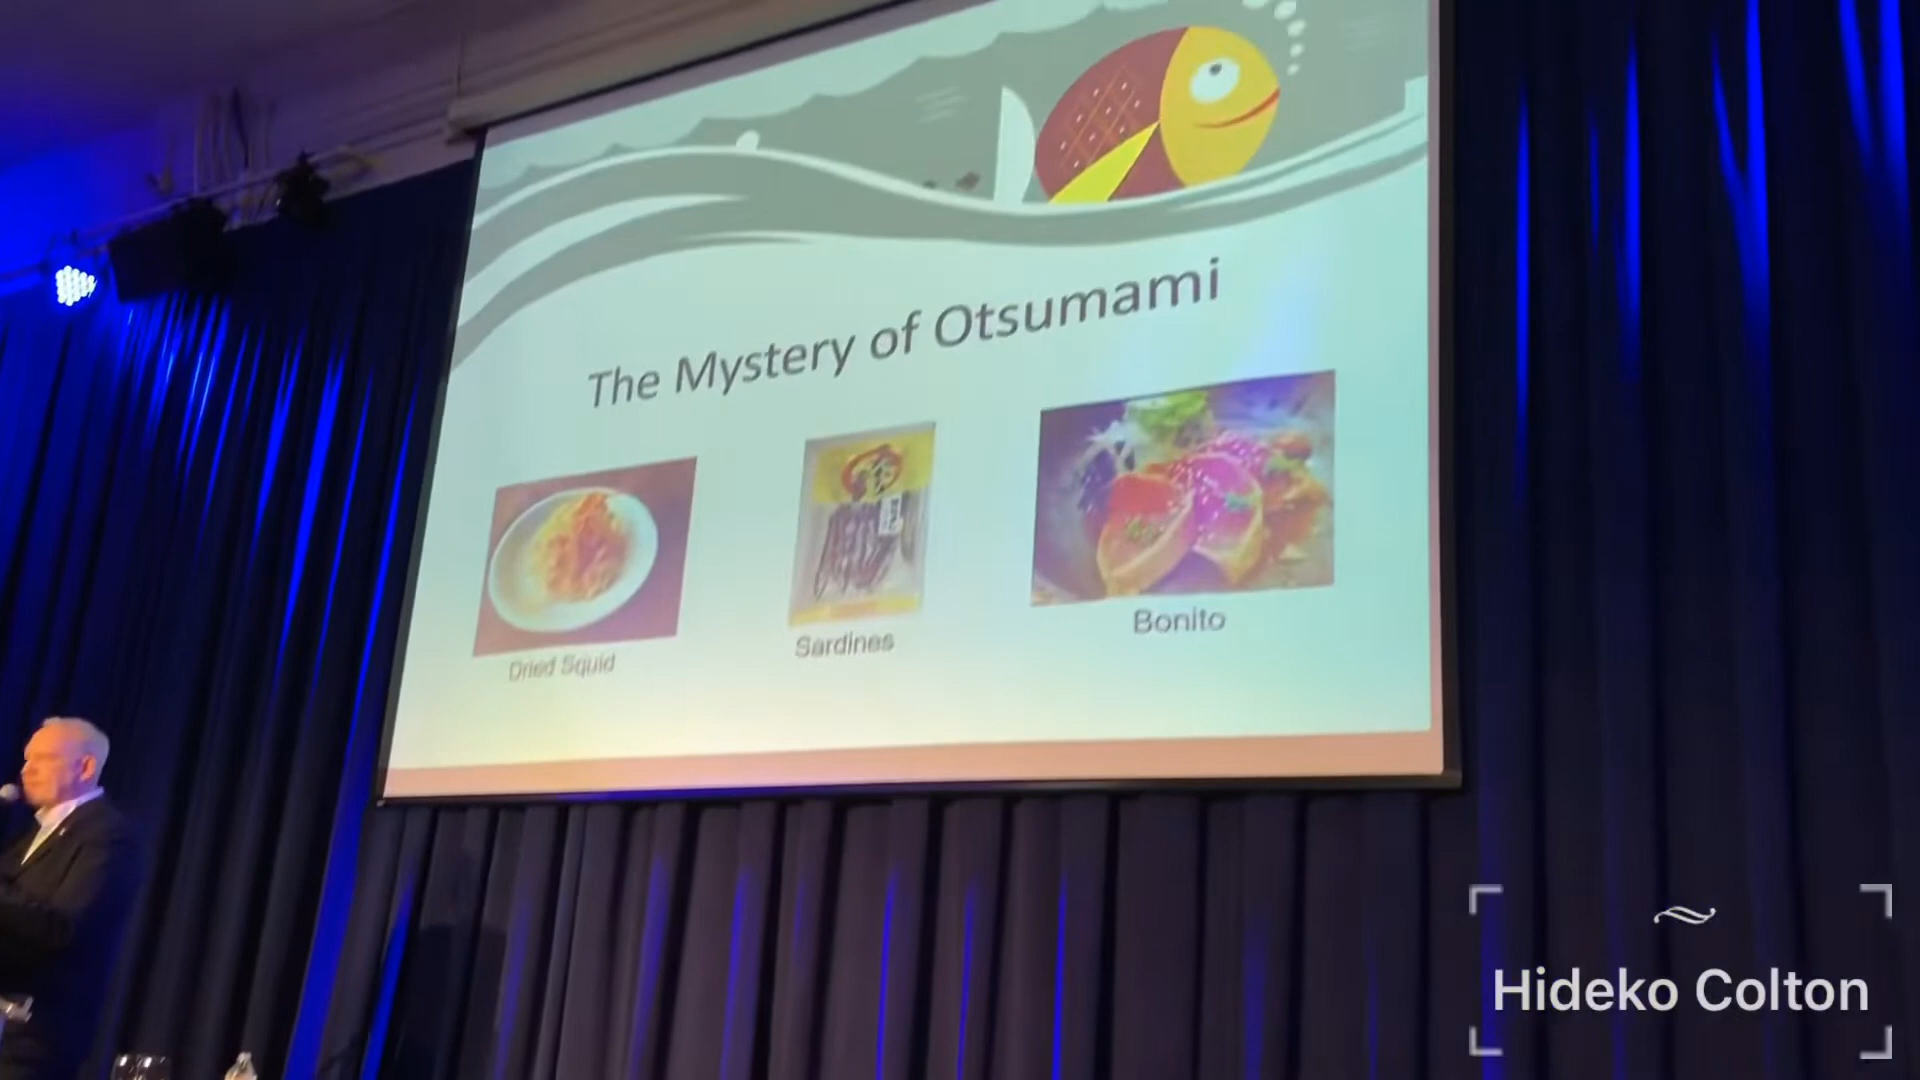 The Mystery of Otsumami
Dried Squid
Sardines
Bonito
Hideko Colton